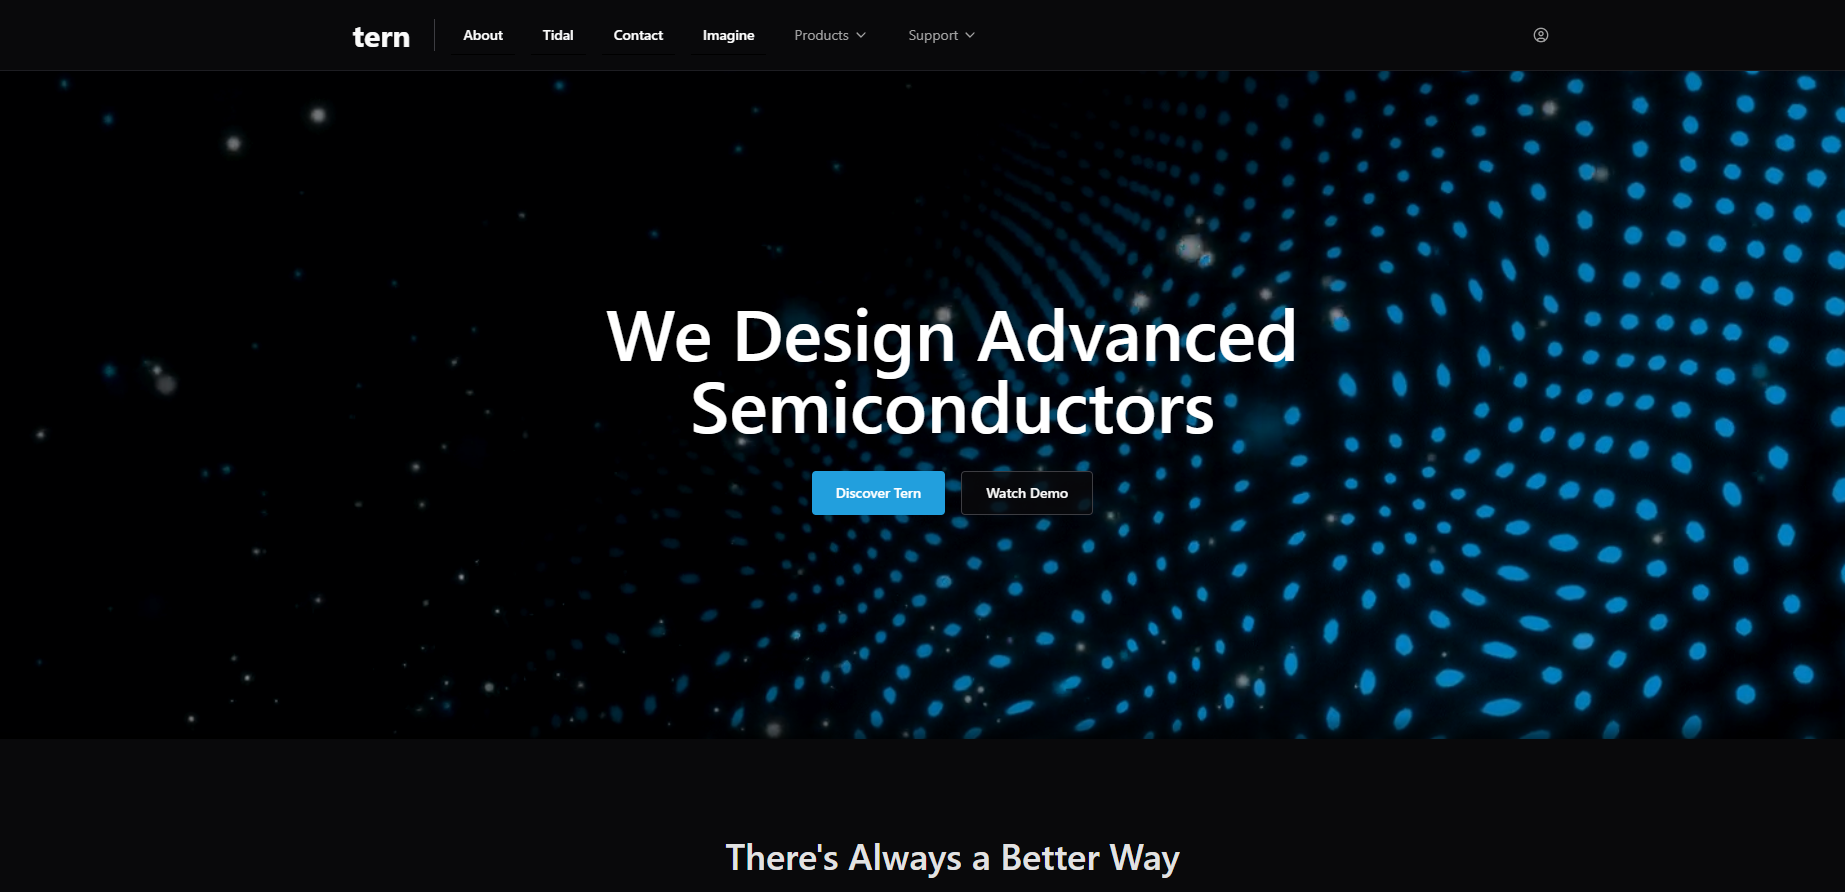 tern
About
Tidal
Contact
Imagine
Products
Support
We Design Advanced
Semiconductors
Discover Tern
Watch Demo
There's Always a Better Way